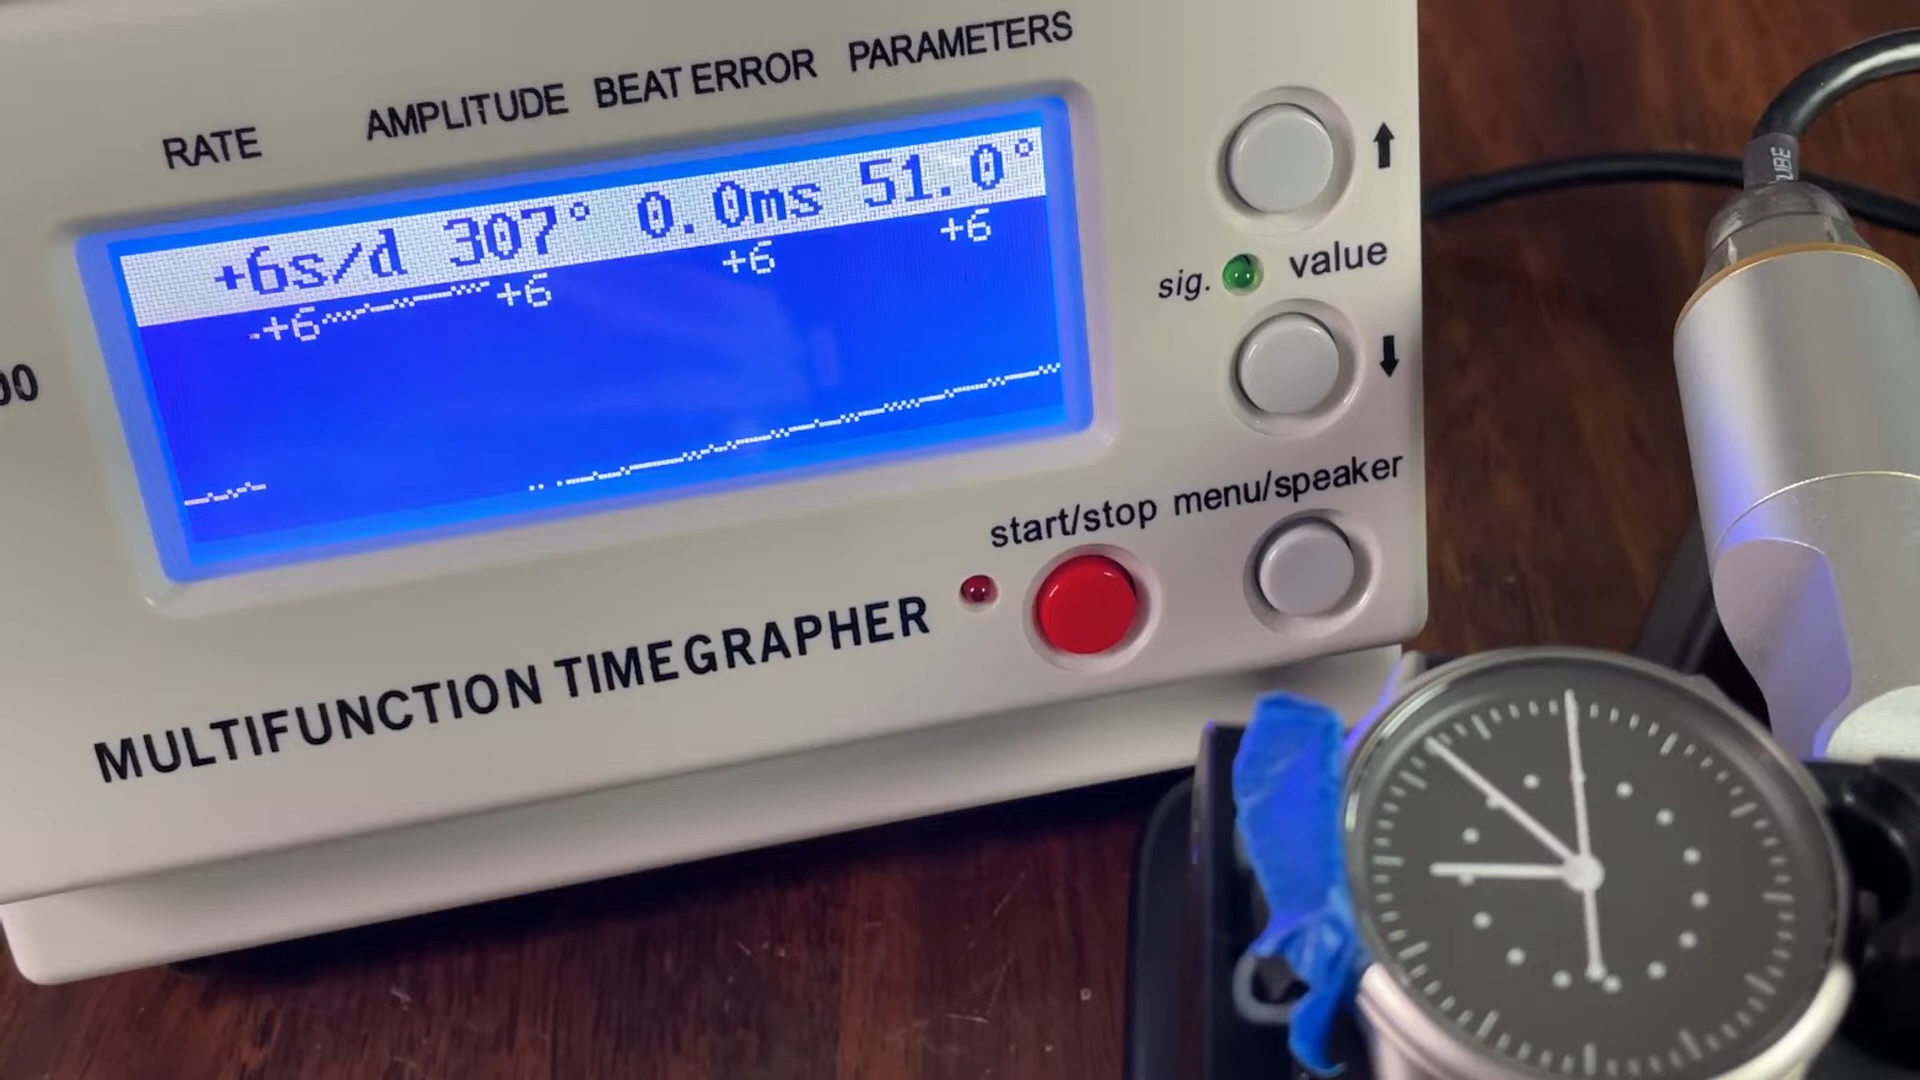 RATE AMPLITUDE BEAT ERROR PARAMETERS
+6s/d 307° 0.0ms 51.0°
+6 +6 +6 +6
00
sig. value
start/stop menu/speaker
MULTIFUNCTION TIMEGRAPHER